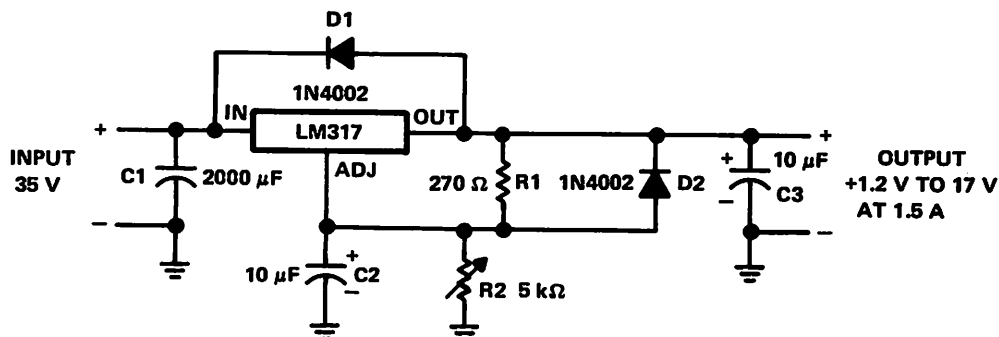 D1
1N4002
IN
LM317
OUT
ADJ
+
INPUT
35 V
−
C1
2000 μF
270 Ω
R1
1N4002
D2
+
10 μF
−
C3
+
OUTPUT
+1.2 V TO 17 V
AT 1.5 A
−
10 μF
+
C2
−
R2 5 kΩ